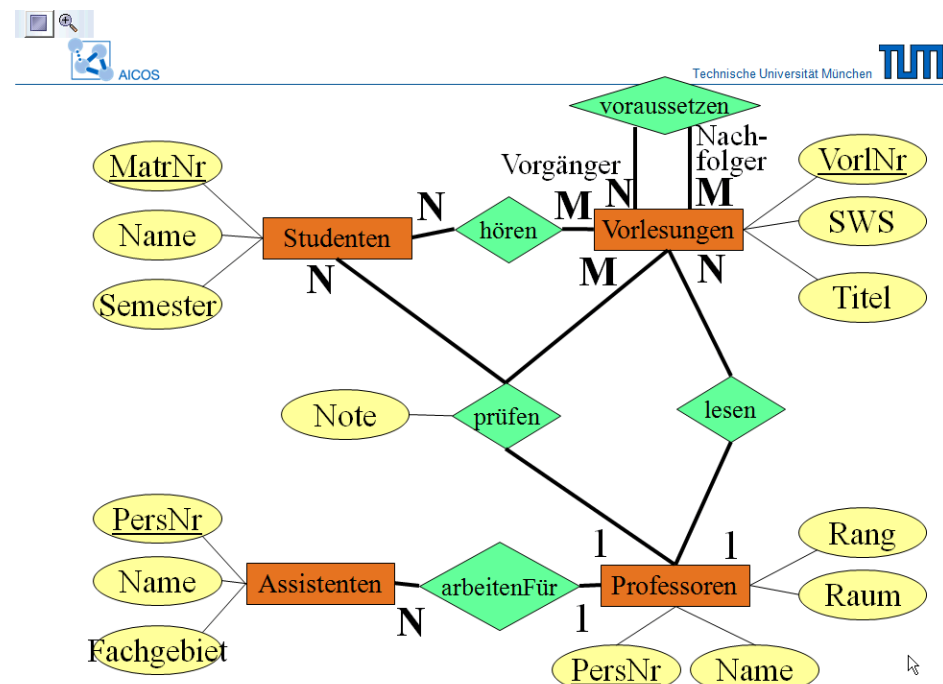 AICOS
Technische Universität München
TUM
voraussetzen
Vorgänger
Nach-
folger
N
M
MatrNr
Name
Semester
Studenten
N
hören
M
Vorlesungen
VorlNr
SWS
Titel
N
M
N
Note
prüfen
lesen
PersNr
Name
Fachgebiet
Assistenten
N
arbeitenFür
1
1
1
Professoren
Rang
Raum
PersNr
Name